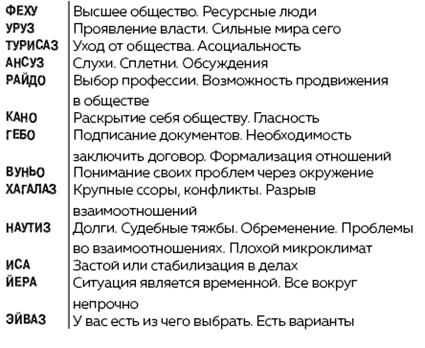 ФЕХУ Высшее общество. Ресурсные люди
УРУЗ Проявление власти. Сильные мира сего
ТУРИСАЗ Уход от общества. Асоциальность
АНСУЗ Слухи. Сплетни. Обсуждения
РАЙДО Выбор профессии. Возможность продвижения
в обществе
КАНО Раскрытие себя обществу. Гласность
ГЕБО Подписание документов. Необходимость
заключить договор. Формализация отношений
ВУНЬО Понимание своих проблем через окружение
ХАГАЛАЗ Крупные ссоры, конфликты. Разрыв
взаимоотношений
НАУТИЗ Долги. Судебные тяжбы. Обременение. Проблемы
во взаимоотношениях. Плохой микроклимат
ИСА Застой или стабилизация в делах
ЙЕРА Ситуация является временной. Все вокруг
непрочно
ЭЙВАЗ У вас есть из чего выбрать. Есть варианты